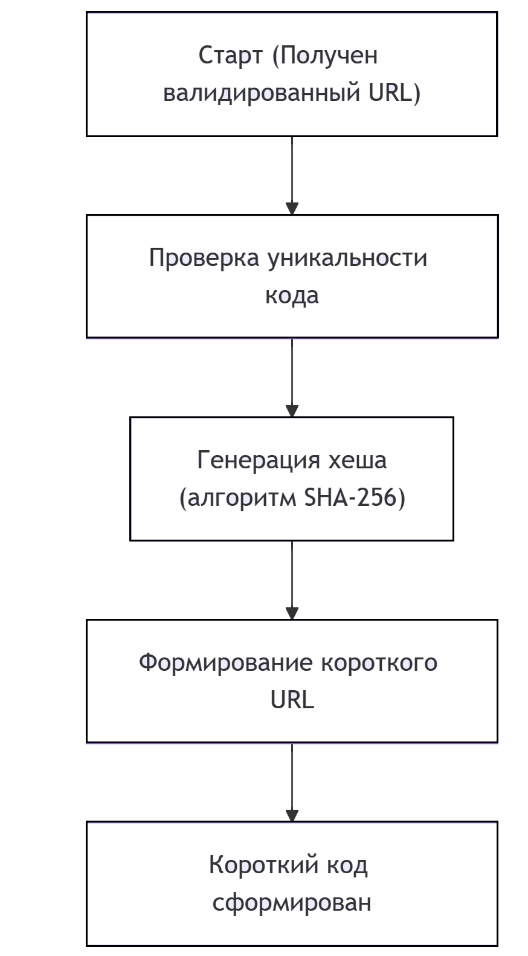 Старт (Получен
валидированный URL)
Проверка уникальности
кода
Генерация хеша
(алгоритм SHA-256)
Формирование короткого
URL
Короткий код
сформирован